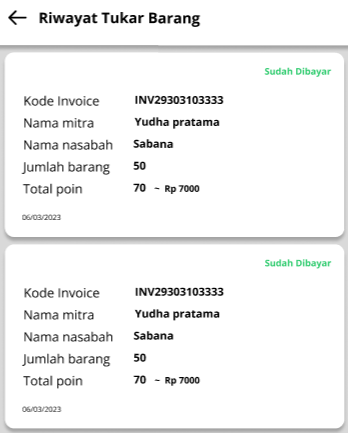 ← Riwayat Tukar Barang
Sudah Dibayar
Kode Invoice INV29303103333
Nama mitra Yudha pratama
Nama nasabah Sabana
Jumlah barang 50
Total poin 70 ~ Rp 7000
06/03/2023
Sudah Dibayar
Kode Invoice INV29303103333
Nama mitra Yudha pratama
Nama nasabah Sabana
Jumlah barang 50
Total poin 70 ~ Rp 7000
06/03/2023